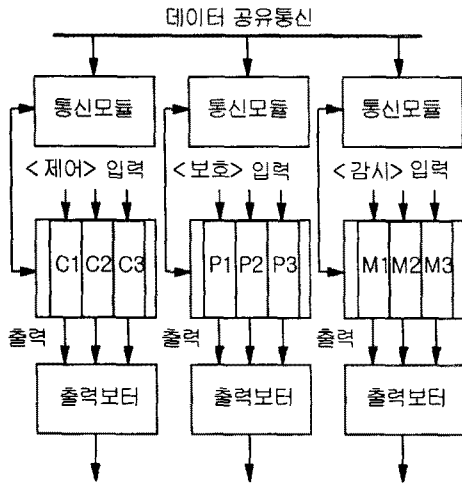 데이터 공유통신
통신모듈 통신모듈 통신모듈
<제어> 입력 <보호> 입력 <감시> 입력
C1 C2 C3 P1 P2 P3 M1 M2 M3
출력 출력 출력
출력보터 출력보터 출력보터